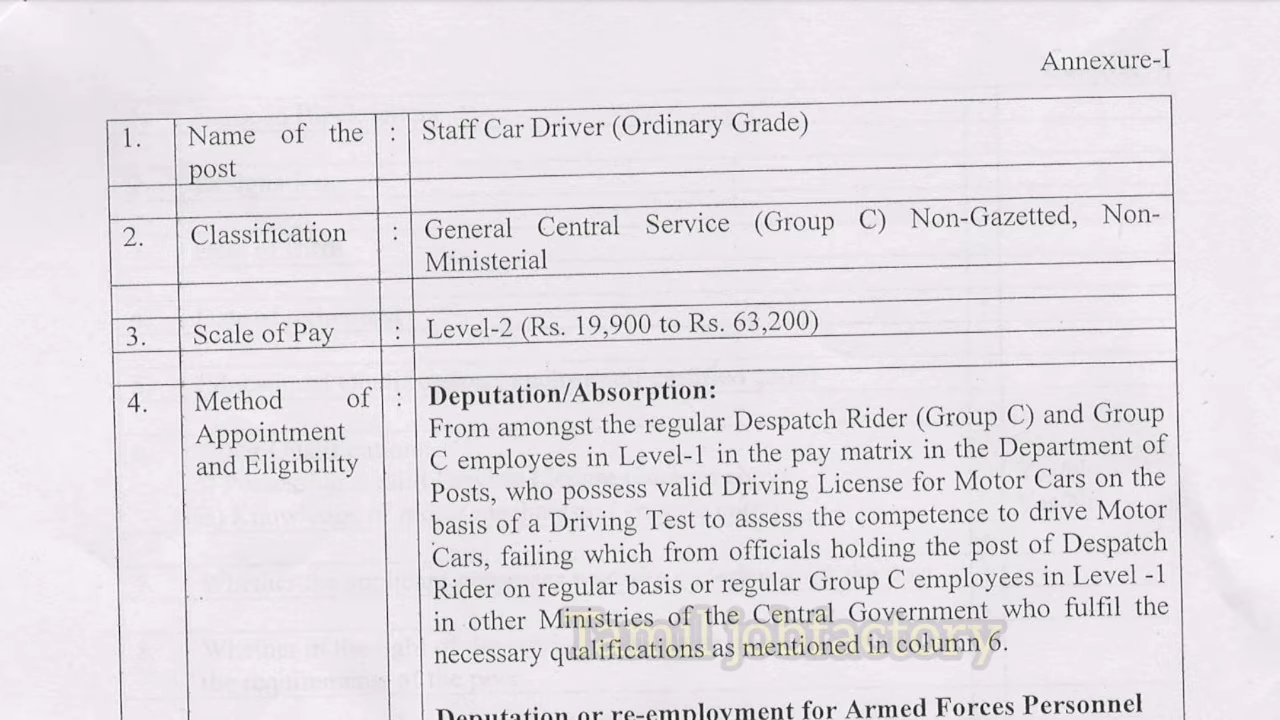 Annexure-I
1. Name of the : Staff Car Driver (Ordinary Grade)
post
2. Classification : General Central Service (Group C) Non-Gazetted, Non-
Ministerial
3. Scale of Pay : Level-2 (Rs. 19,900 to Rs. 63,200)
4. Method of : Deputation/Absorption:
Appointment
and Eligibility
From amongst the regular Despatch Rider (Group C) and Group
C employees in Level-1 in the pay matrix in the Department of
Posts, who possess valid Driving License for Motor Cars on the
basis of a Driving Test to assess the competence to drive Motor
Cars, failing which from officials holding the post of Despatch
Rider on regular basis or regular Group C employees in Level -1
in other Ministries of the Central Government who fulfil the
necessary qualifications as mentioned in column 6.
Tamil jobfactory
Deputation or re-employment for Armed Forces Personnel